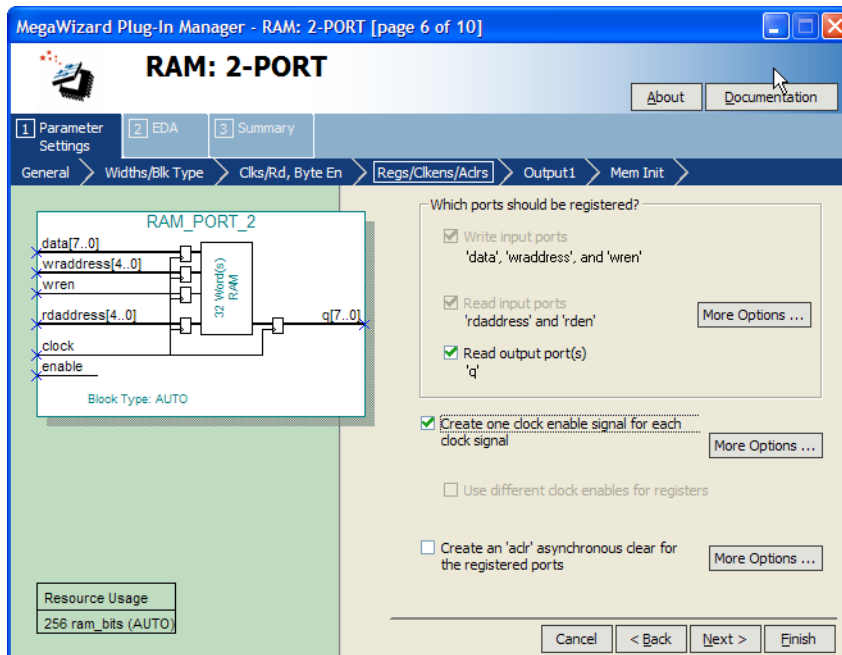 MegaWizard Plug-In Manager - RAM: 2-PORT [page 6 of 10]
RAM: 2-PORT
About
Documentation
1 Parameter Settings
2 EDA
3 Summary
General
Widths/Blk Type
Clks/Rd, Byte En
Regs/Clkens/Aclrs
Output1
Mem Init
RAM_PORT_2
data[7..0]
wraddress[4..0]
wren
rdaddress[4..0]
clock
enable
32 Word(s)
RAM
q[7..0]
Block Type: AUTO
Resource Usage
256 ram_bits (AUTO)
Which ports should be registered?
Write input ports
'data', 'wraddress', and 'wren'
Read input ports
'rdaddress' and 'rden'
More Options ...
Read output port(s)
'q'
Create one clock enable signal for each
clock signal
More Options ...
Use different clock enables for registers
Create an 'aclr' asynchronous clear for
the registered ports
More Options ...
Cancel
< Back
Next >
Finish